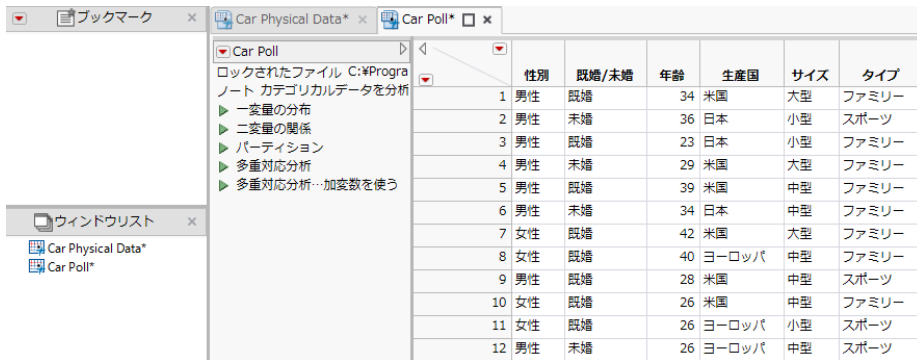 ブックマーク ×
Car Physical Data* ×
Car Poll* ×
Car Poll
ロックされたファイル C:¥Progra
ノート カテゴリカルデータを分析
一変量の分布
二変量の関係
パーティション
多重対応分析
多重対応分析…加変数を使う
ウィンドウリスト ×
Car Physical Data*
Car Poll*
性別 既婚/未婚 年齢 生産国 サイズ タイプ
1 男性 既婚 34 米国 大型 ファミリー
2 男性 未婚 36 日本 小型 スポーツ
3 男性 既婚 23 日本 小型 ファミリー
4 男性 未婚 29 米国 大型 ファミリー
5 男性 既婚 39 米国 中型 ファミリー
6 男性 未婚 34 日本 中型 ファミリー
7 女性 既婚 42 米国 大型 ファミリー
8 女性 既婚 40 ヨーロッパ 中型 ファミリー
9 男性 既婚 28 米国 中型 スポーツ
10 女性 既婚 26 米国 中型 ファミリー
11 女性 既婚 26 ヨーロッパ 小型 スポーツ
12 男性 未婚 26 ヨーロッパ 中型 スポーツ